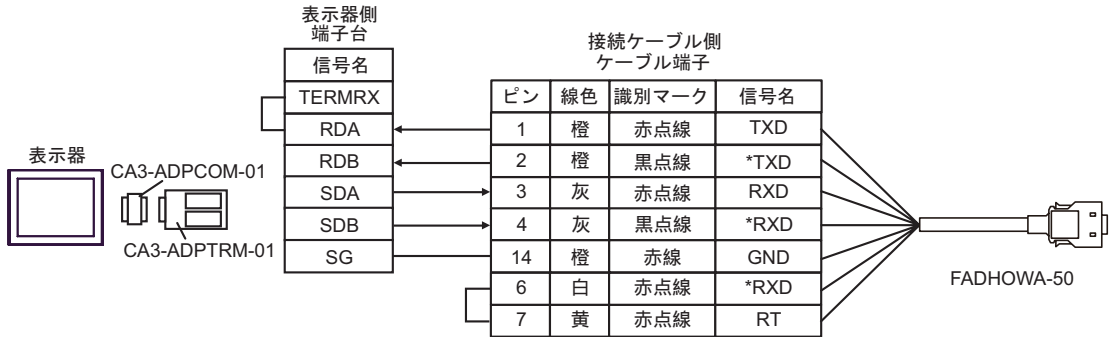 表示器側
端子台
信号名
TERMRX
RDA
RDB
SDA
SDB
SG
表示器
CA3-ADPCOM-01
CA3-ADPTRM-01
接続ケーブル側
ケーブル端子
ピン 線色 識別マーク 信号名
1 橙 赤点線 TXD
2 橙 黒点線 *TXD
3 灰 赤点線 RXD
4 灰 黒点線 *RXD
14 橙 赤線 GND
6 白 赤点線 *RXD
7 黄 赤点線 RT
FADHOWA-50